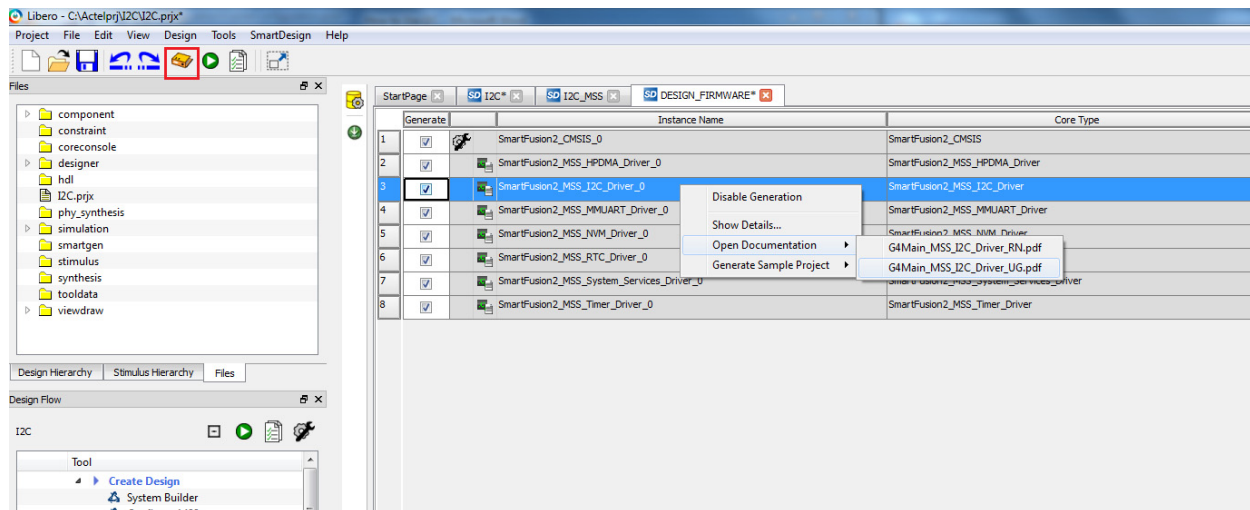 Libero - C:\Actelprj\I2C\I2C.prjx*
Project File Edit View Design Tools SmartDesign Help
Files
component
constraint
coreconsole
designer
hdl
I2C.prjx
phy_synthesis
simulation
smartgen
stimulus
synthesis
tooldata
viewdraw
Design Hierarchy Stimulus Hierarchy Files
Design Flow
I2C
Tool
Create Design
System Builder
StartPage SD I2C* SD I2C_MSS SD DESIGN_FIRMWARE*
Generate Instance Name Core Type
1 SmartFusion2_CMSIS_0 SmartFusion2_CMSIS
2 SmartFusion2_MSS_HPDMA_Driver_0 SmartFusion2_MSS_HPDMA_Driver
3 SmartFusion2_MSS_I2C_Driver_0 SmartFusion2_MSS_I2C_Driver
4 SmartFusion2_MSS_MMUART_Driver_0 SmartFusion2_MSS_MMUART_Driver
5 SmartFusion2_MSS_NVM_Driver_0 SmartFusion2_MSS_NVM_Driver
6 SmartFusion2_MSS_RTC_Driver_0
7 SmartFusion2_MSS_System_Services_Driver_0 SmartFusion2_MSS_System_Services_Driver
8 SmartFusion2_MSS_Timer_Driver_0 SmartFusion2_MSS_Timer_Driver
Disable Generation
Show Details...
Open Documentation
Generate Sample Project
G4Main_MSS_I2C_Driver_RN.pdf
G4Main_MSS_I2C_Driver_UG.pdf